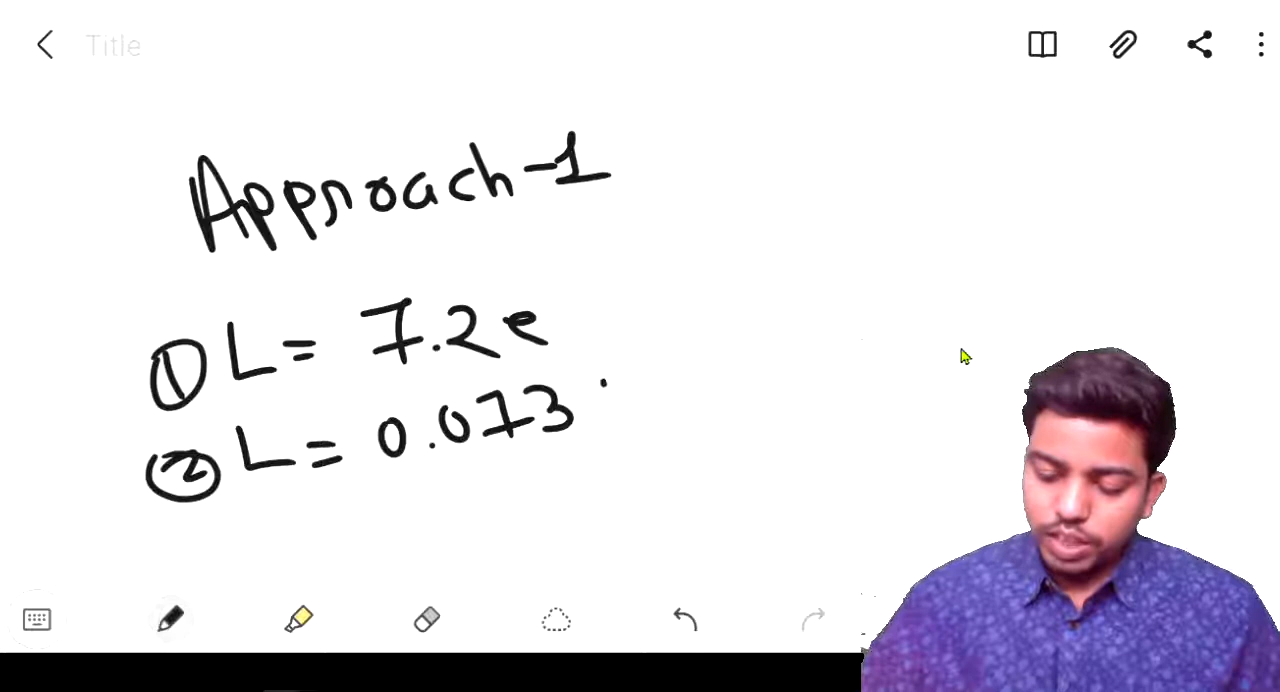 Title
Approach-1
① L = 7.2e
② L = 0.073